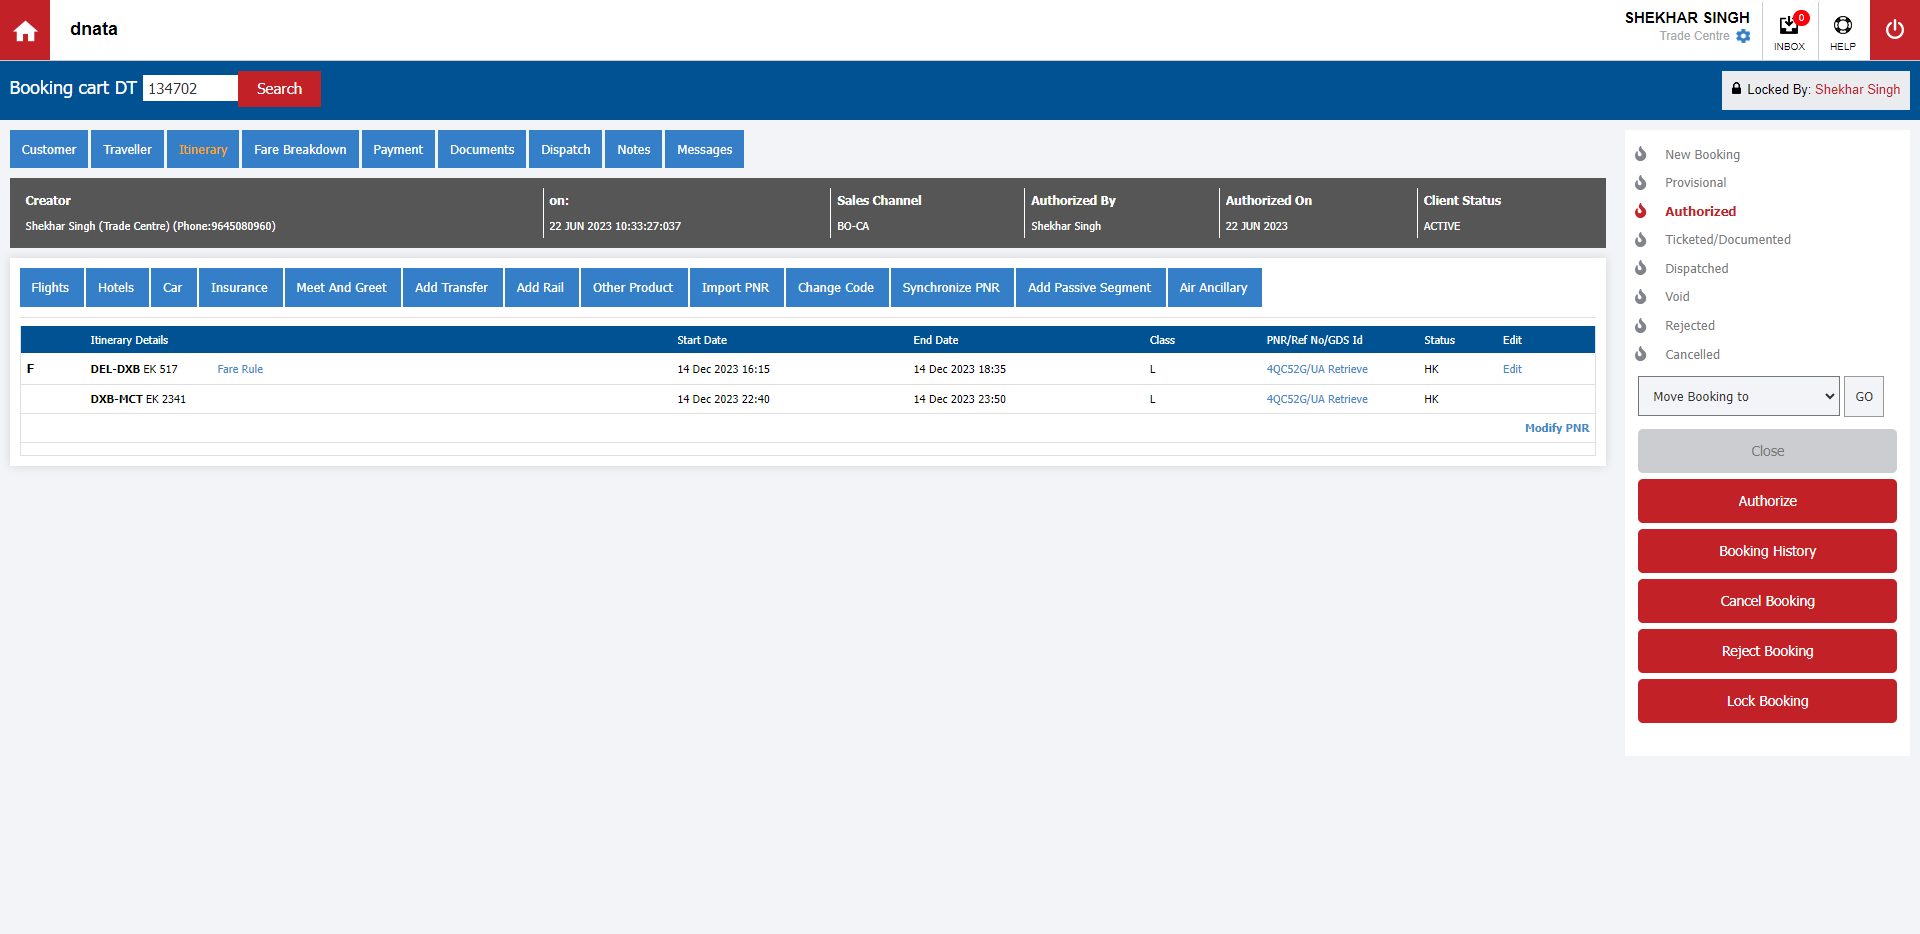 dnata
SHEKHAR SINGH
Trade Centre
0
INBOX
HELP
Booking cart DT 134702 Search
Locked By: Shekhar Singh
Customer Traveller Itinerary Fare Breakdown Payment Documents Dispatch Notes Messages
Creator on: Sales Channel Authorized By Authorized On Client Status
Shekhar Singh (Trade Centre) (Phone:9645080960) 22 JUN 2023 10:33:27:037 BO-CA Shekhar Singh 22 JUN 2023 ACTIVE
Flights Hotels Car Insurance Meet And Greet Add Transfer Add Rail Other Product Import PNR Change Code Synchronize PNR Add Passive Segment Air Ancillary
Itinerary Details Start Date End Date Class PNR/Ref No/GDS Id Status Edit
F DEL-DXB EK 517 Fare Rule 14 Dec 2023 16:15 14 Dec 2023 18:35 L 4QC52G/UA Retrieve HK Edit
DXB-MCT EK 2341 14 Dec 2023 22:40 14 Dec 2023 23:50 L 4QC52G/UA Retrieve HK
Modify PNR
New Booking
Provisional
Authorized
Ticketed/Documented
Dispatched
Void
Rejected
Cancelled
Move Booking to GO
Close
Authorize
Booking History
Cancel Booking
Reject Booking
Lock Booking